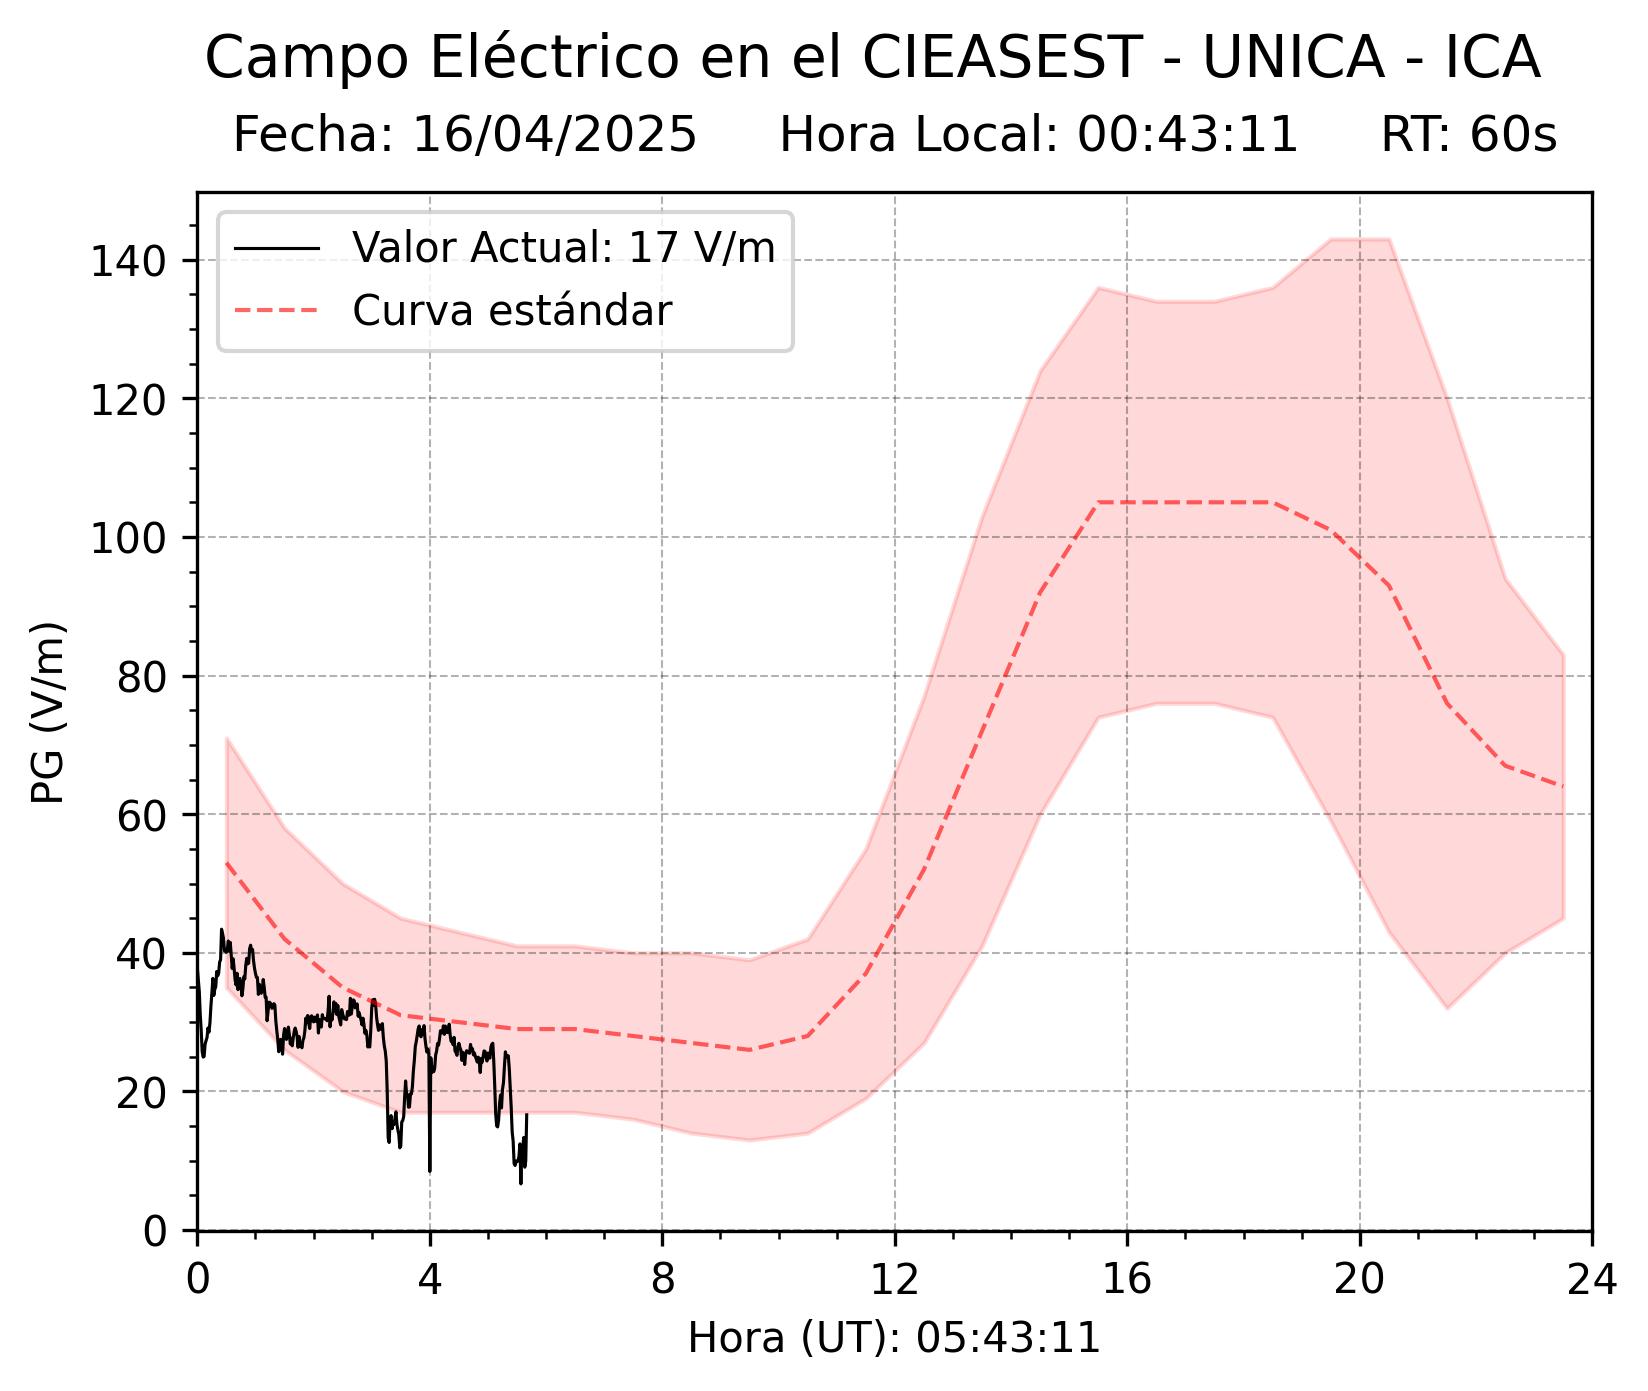 Campo Eléctrico en el CIEASEST - UNICA - ICA
Fecha: 16/04/2025 Hora Local: 00:43:11 RT: 60s
Valor Actual: 17 V/m
Curva estándar
PG (V/m)
140
120
100
80
60
40
20
0
0 4 8 12 16 20 24
Hora (UT): 05:43:11